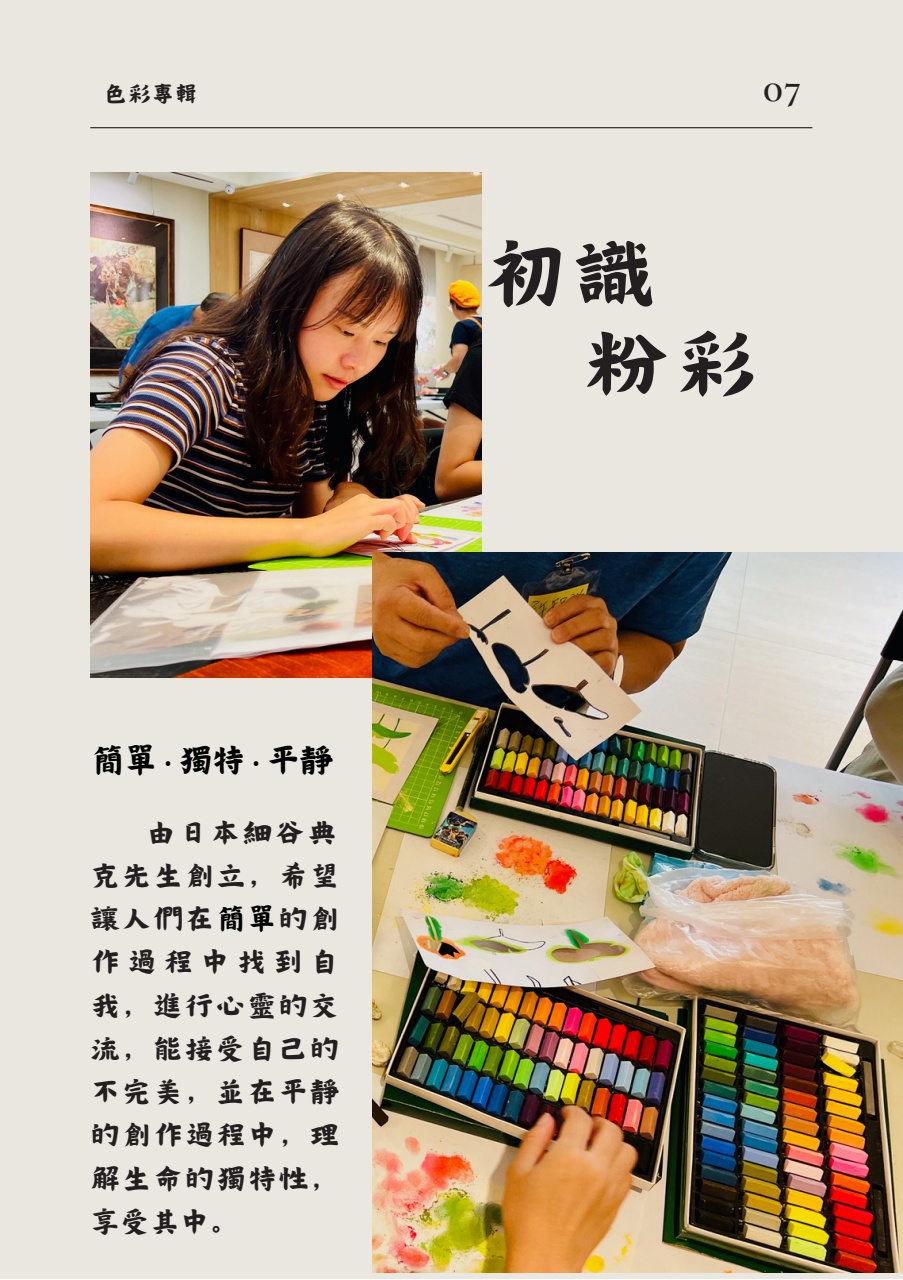 色彩專輯
07
初識
粉彩
簡單·獨特·平靜
由日本細谷典
克先生創立，希望
讓人們在簡單的創
作過程中找到自
我，進行心靈的交
流，能接受自己的
不完美，並在平靜
的創作過程中，理
解生命的獨特性，
享受其中。